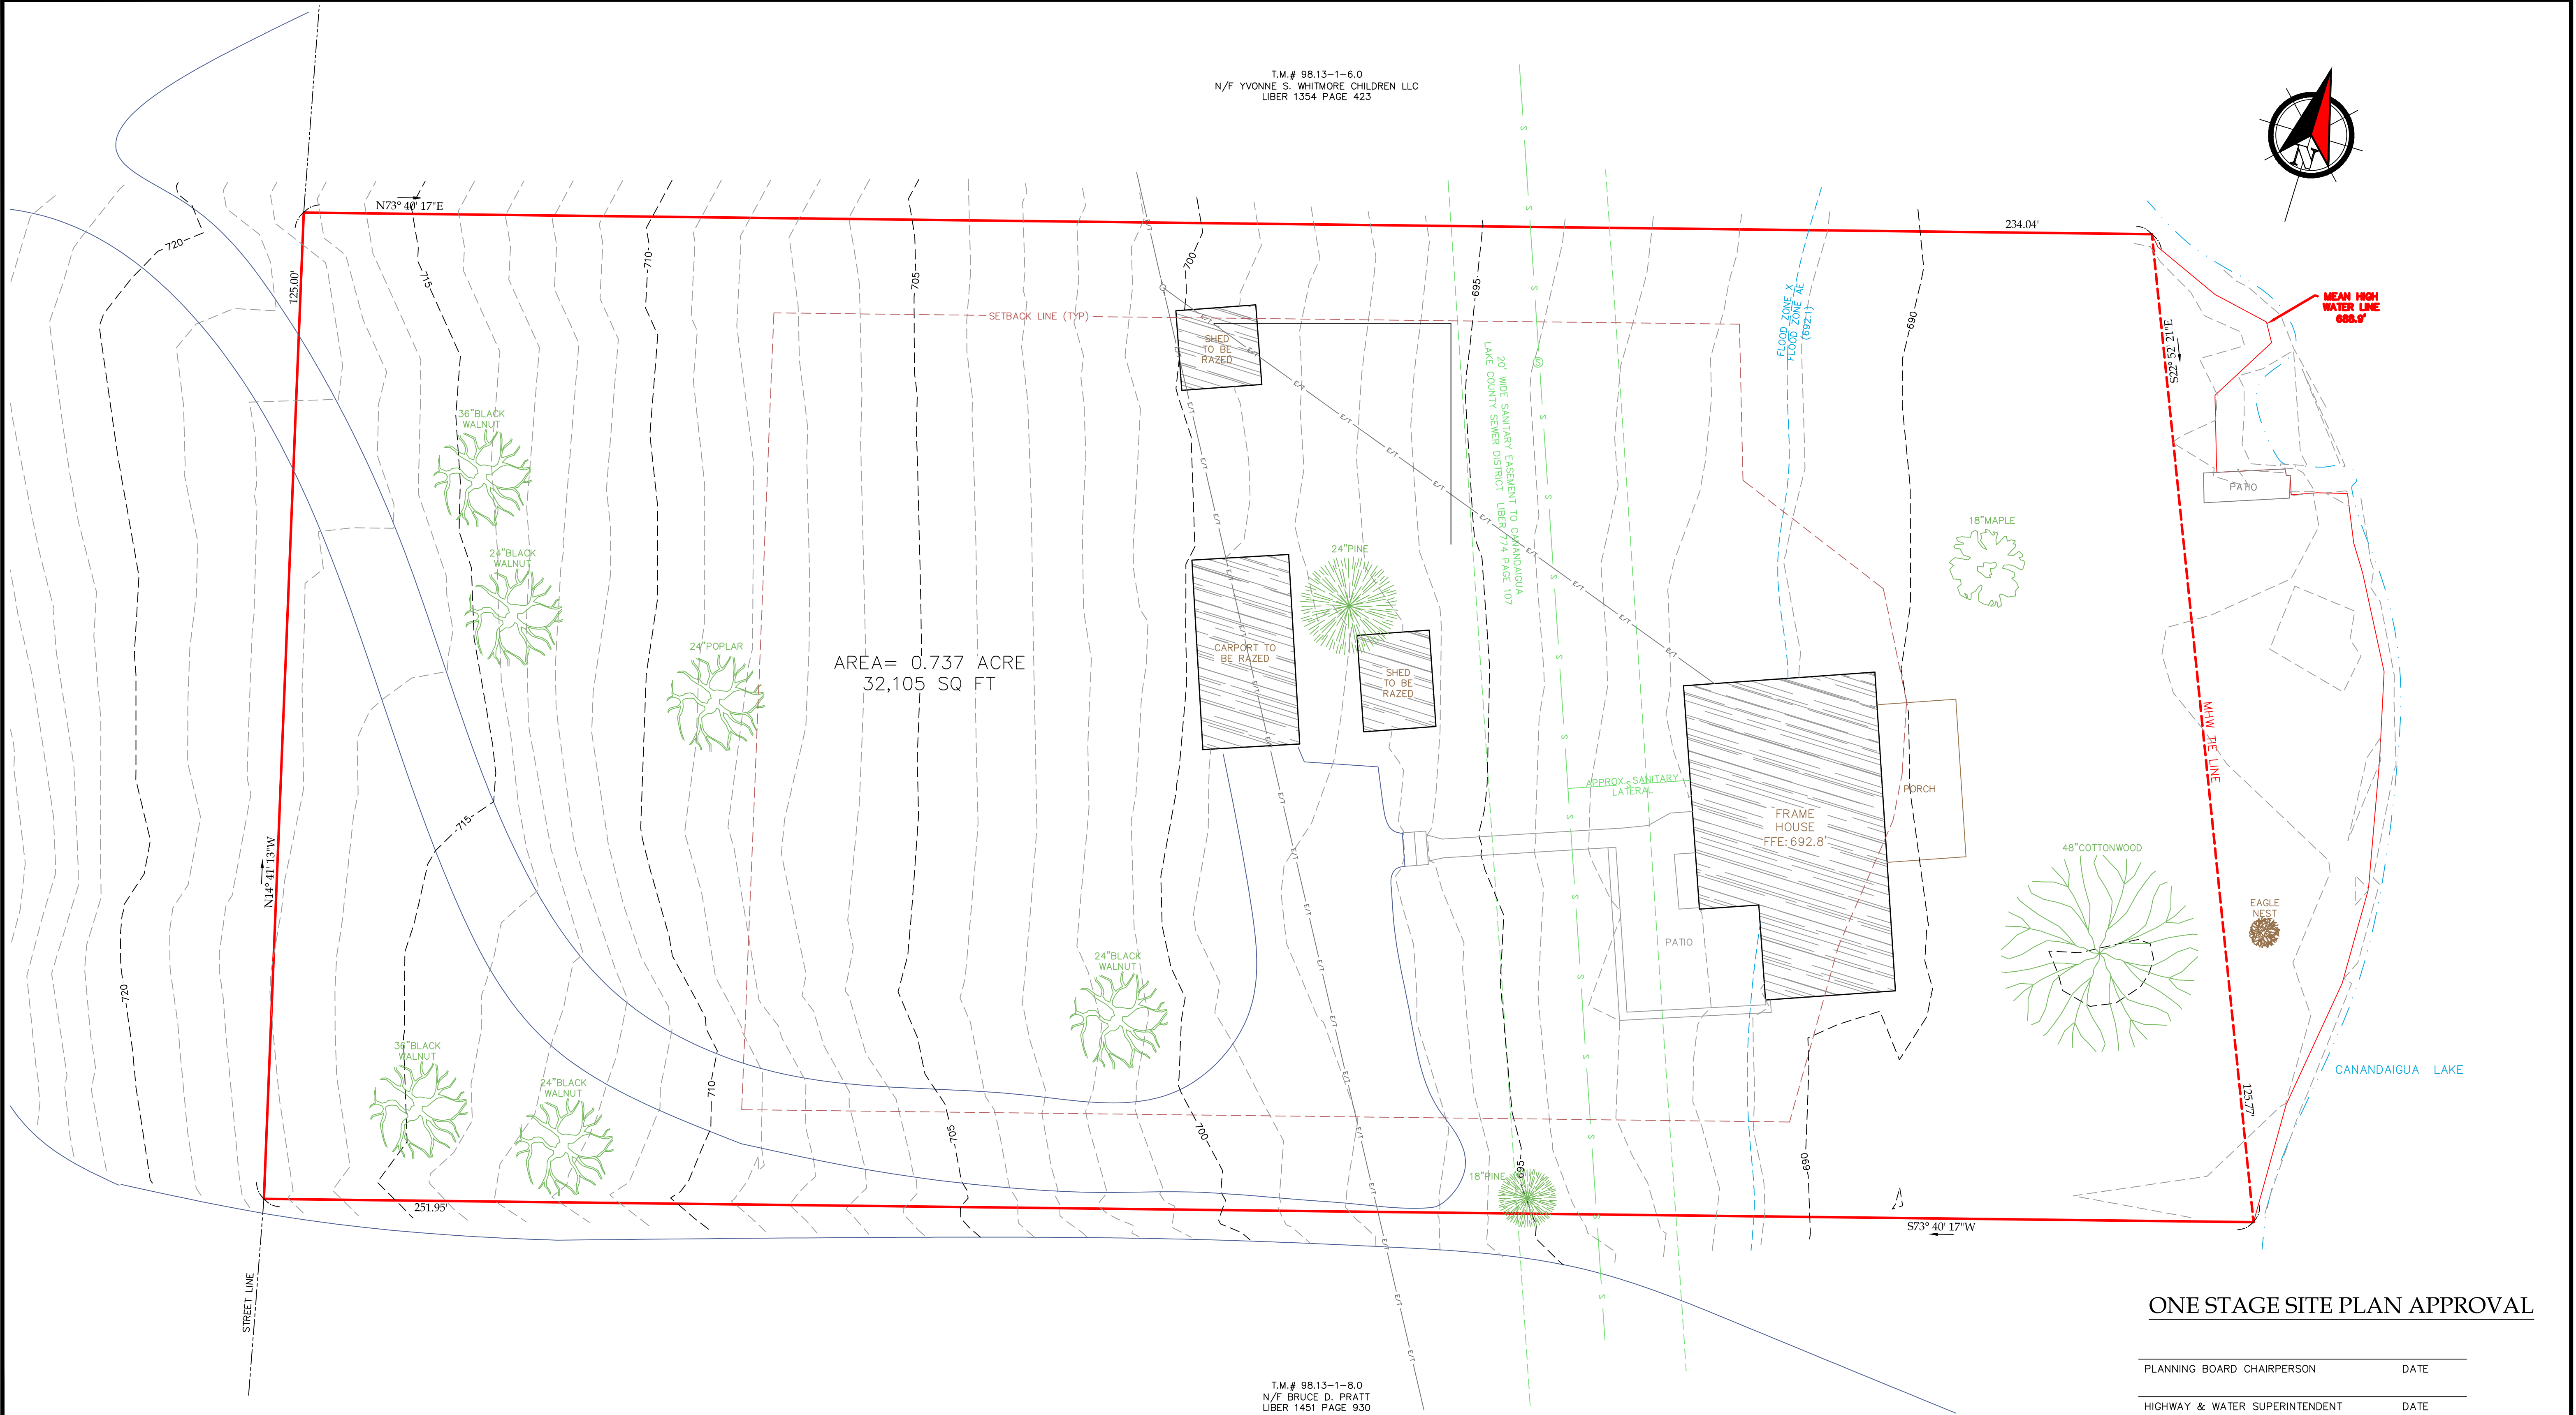 T.M.# 98.13-1-6.0
N/F YVONNE S. WHITMORE CHILDREN LLC
LIBER 1354 PAGE 423
N
N73° 40' 17"E
234.04'
125.00'
N14° 41' 13"W
S22° 52' 21"E
125.77'
251.95'
S73° 40' 17"W
MEAN HIGH
WATER LINE
688.9'
MHW TIE LINE
STREET LINE
SETBACK LINE (TYP)
720
715
710
705
700
695
690
720
715
710
705
700
695
690
FLOOD ZONE X
FLOOD ZONE AE
(692.1)
20' WIDE SANITARY EASEMENT TO CANANDAIGUA
LAKE COUNTY SEWER DISTRICT LIBER 774 PAGE 107
SHED
TO BE
RAZED
36"BLACK
WALNUT
24"BLACK
WALNUT
24"POPLAR
AREA= 0.737 ACRE
32,105 SQ FT
CARPORT TO
BE RAZED
24"PINE
SHED
TO BE
RAZED
18"MAPLE
PATIO
APPROX. SANITARY
LATERAL
FRAME
HOUSE
FFE: 692.8'
PORCH
PATIO
48"COTTONWOOD
EAGLE
NEST
24"BLACK
WALNUT
36"BLACK
WALNUT
24"BLACK
WALNUT
18"PINE
CANANDAIGUA LAKE
E/T
S
T.M.# 98.13-1-8.0
N/F BRUCE D. PRATT
LIBER 1451 PAGE 930
ONE STAGE SITE PLAN APPROVAL
PLANNING BOARD CHAIRPERSON DATE
HIGHWAY & WATER SUPERINTENDENT DATE